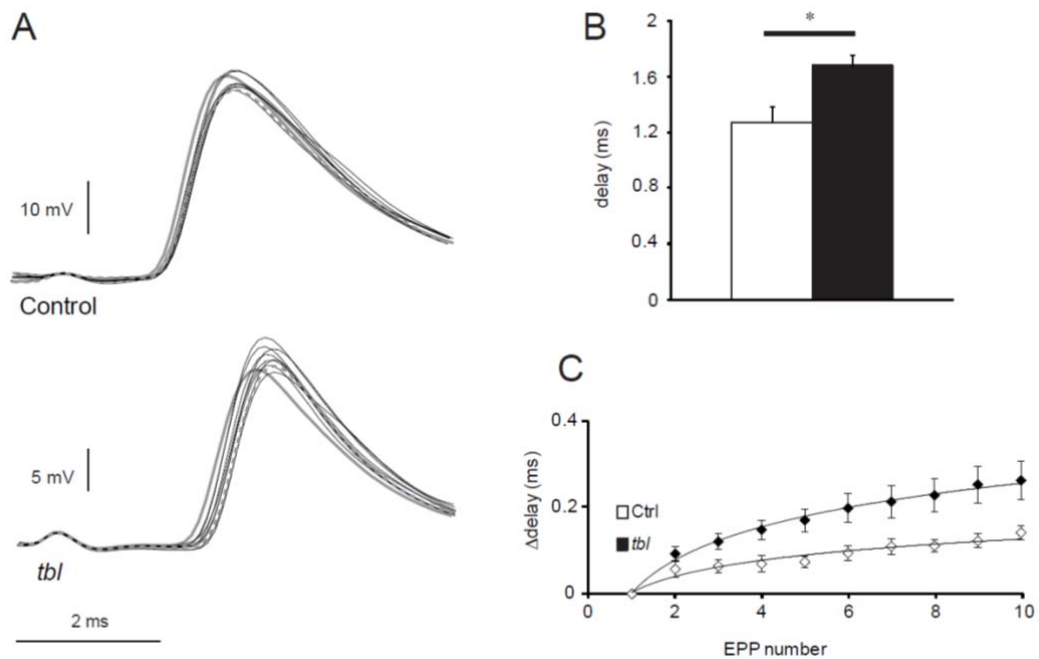 A
10 mV
Control
5 mV
tbl
2 ms
B
*
2
1.6
1.2
0.8
0.4
0
delay (ms)
C
0.4
0.2
0
Δdelay (ms)
Ctrl
tbl
0 2 4 6 8 10
EPP number